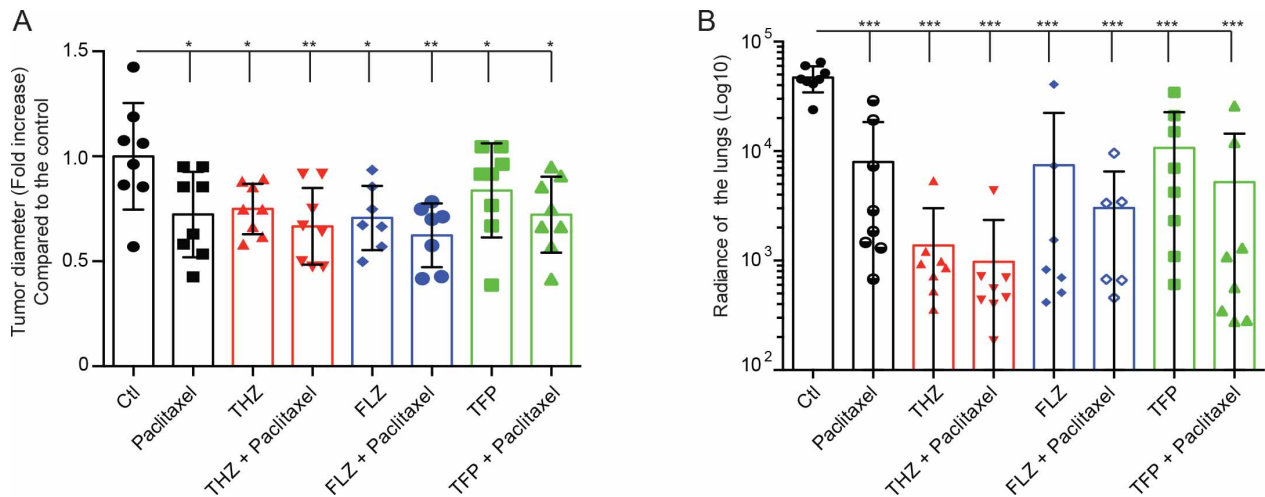 A
Tumor diameter (Fold increase)
Compared to the control
1.5
1.0
0.5
0
* * ** * ** * *
Ctl
Paclitaxel
THZ
THZ + Paclitaxel
FLZ
FLZ + Paclitaxel
TFP
TFP + Paclitaxel
B
Radiance of the lungs (Log10)
10^5
10^4
10^3
10^2
*** *** *** *** *** *** ***
Ctl
Paclitaxel
THZ
THZ + Paclitaxel
FLZ
FLZ + Paclitaxel
TFP
TFP + Paclitaxel